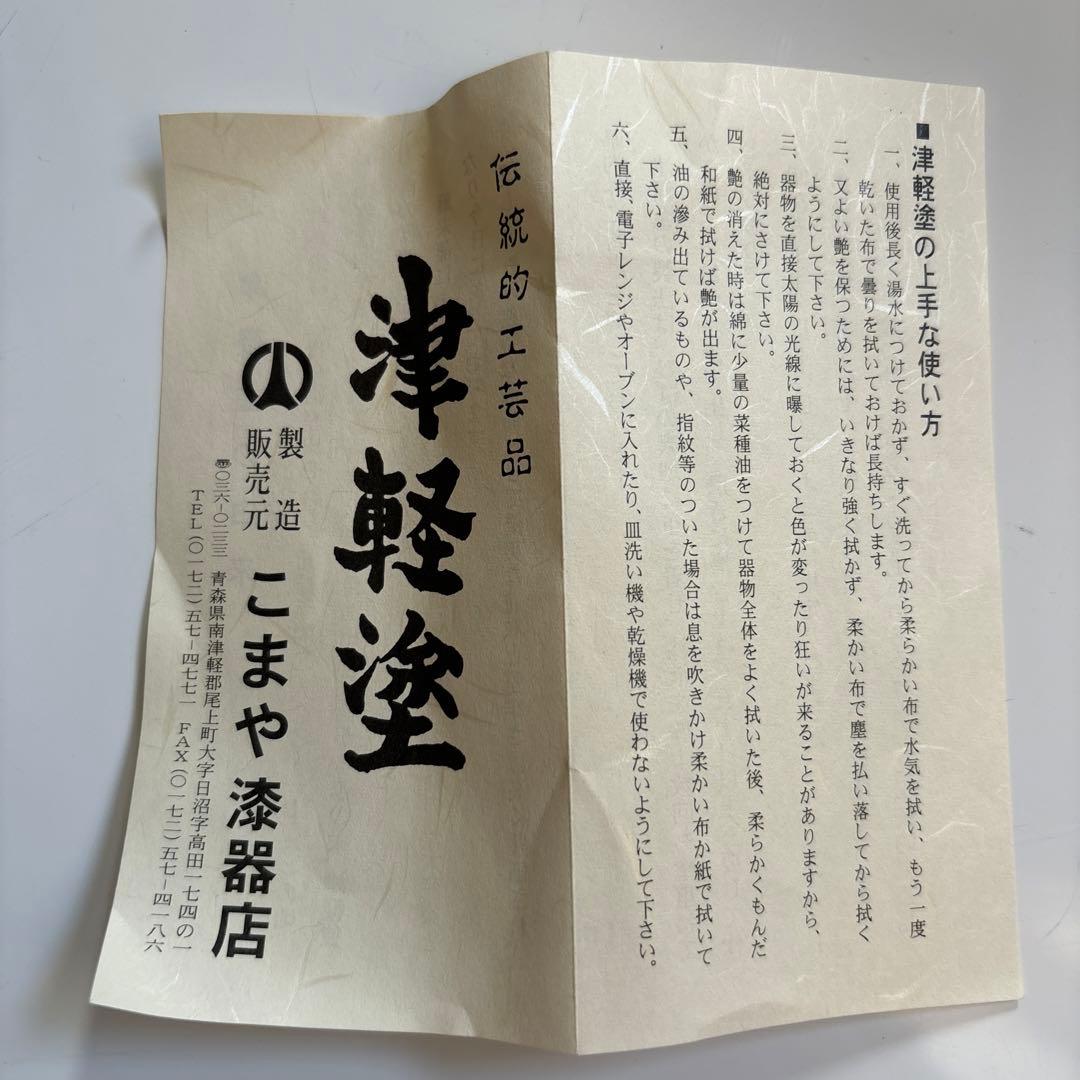 ■津軽塗の上手な使い方
一、使用後長く湯水につけておかず、すぐ洗ってから柔らかい布で水気を拭い、もう一度
乾いた布で曇りを拭いておけば長持ちします。
二、又よい艶を保つためには、いきなり強く拭かず、柔かい布で塵を払い落してから拭く
ようにして下さい。
三、器物を直接太陽の光線に曝しておくと色が変ったり狂いが来ることがありますから、
絶対にさけて下さい。
四、艶の消えた時は綿に少量の菜種油をつけて器物全体をよく拭いた後、柔らかくもんだ
和紙で拭けば艶が出ます。
五、油の滲み出ているものや、指紋等のついた場合は息を吹きかけ柔かい布か紙で拭いて
下さい。
六、直接、電子レンジやオーブンに入れたり、皿洗い機や乾燥機で使わないようにして下さい。
伝統的工芸品
津軽塗
製造
販売元
こまや漆器店
〠〇三六-〇二三三 青森県南津軽郡尾上町大字日沼字高田一七四の一
TEL(〇一七二)五七-四七七一 FAX(〇一七二)五七-四一八六